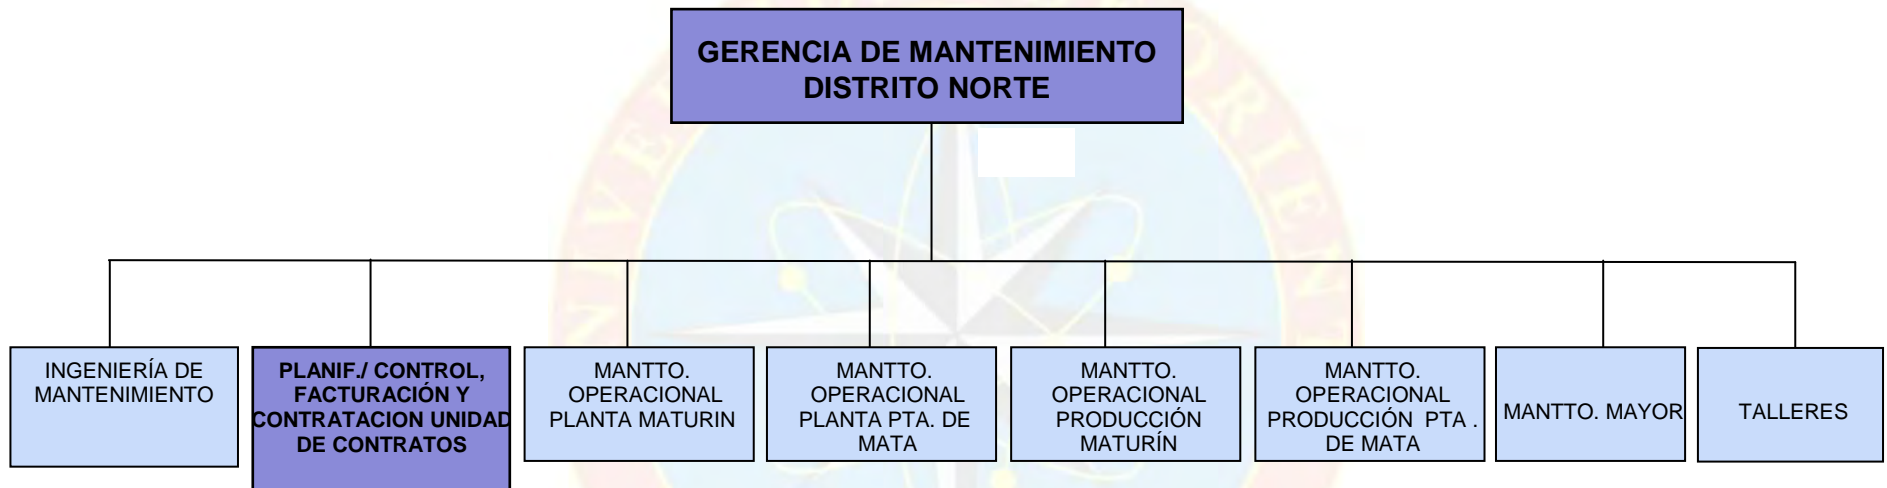 GERENCIA DE MANTENIMIENTO
DISTRITO NORTE
INGENIERÍA DE
MANTENIMIENTO
PLANIF./ CONTROL,
FACTURACIÓN Y
CONTRATACION UNIDAD
DE CONTRATOS
MANTTO.
OPERACIONAL
PLANTA MATURIN
MANTTO.
OPERACIONAL
PLANTA PTA. DE
MATA
MANTTO.
OPERACIONAL
PRODUCCIÓN
MATURÍN
MANTTO.
OPERACIONAL
PRODUCCIÓN PTA .
DE MATA
MANTTO. MAYOR
TALLERES